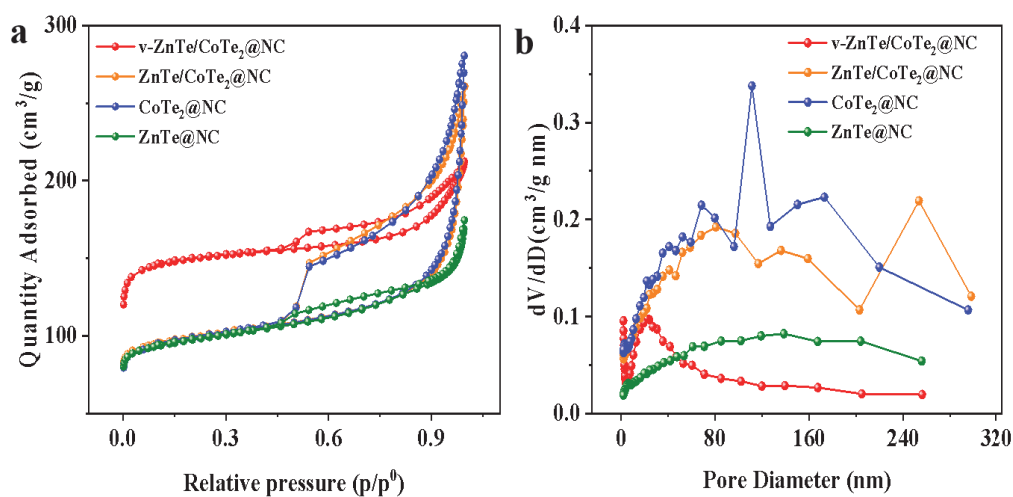 a
300
200
100
0.0 0.3 0.6 0.9
Quantity Adsorbed (cm³/g)
Relative pressure (p/p⁰)
v-ZnTe/CoTe₂@NC
ZnTe/CoTe₂@NC
CoTe₂@NC
ZnTe@NC
b
0.4
0.3
0.2
0.1
0.0
0 80 160 240 320
dV/dD(cm³/g nm)
Pore Diameter (nm)
v-ZnTe/CoTe₂@NC
ZnTe/CoTe₂@NC
CoTe₂@NC
ZnTe@NC